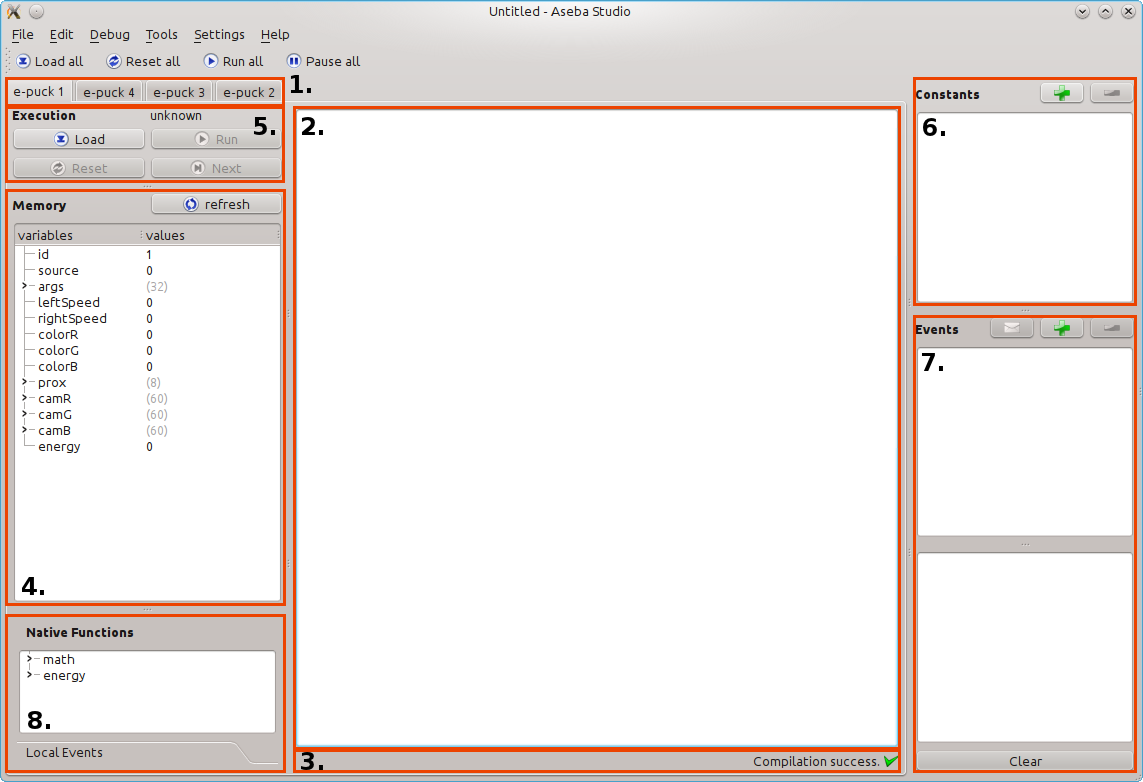 Untitled - Aseba Studio
File Edit Debug Tools Settings Help
Load all Reset all Run all Pause all
e-puck 1 e-puck 4 e-puck 3 e-puck 2 1.
Execution unknown 5.
Load Run
Reset Next
Memory refresh
variables values
id 1
source 0
args (32)
leftSpeed 0
rightSpeed 0
colorR 0
colorG 0
colorB 0
prox (8)
camR (60)
camG (60)
camB (60)
energy 0
4.
Native Functions
math
energy
8.
Local Events
2.
3. Compilation success.
Constants
6.
Events
7.
Clear